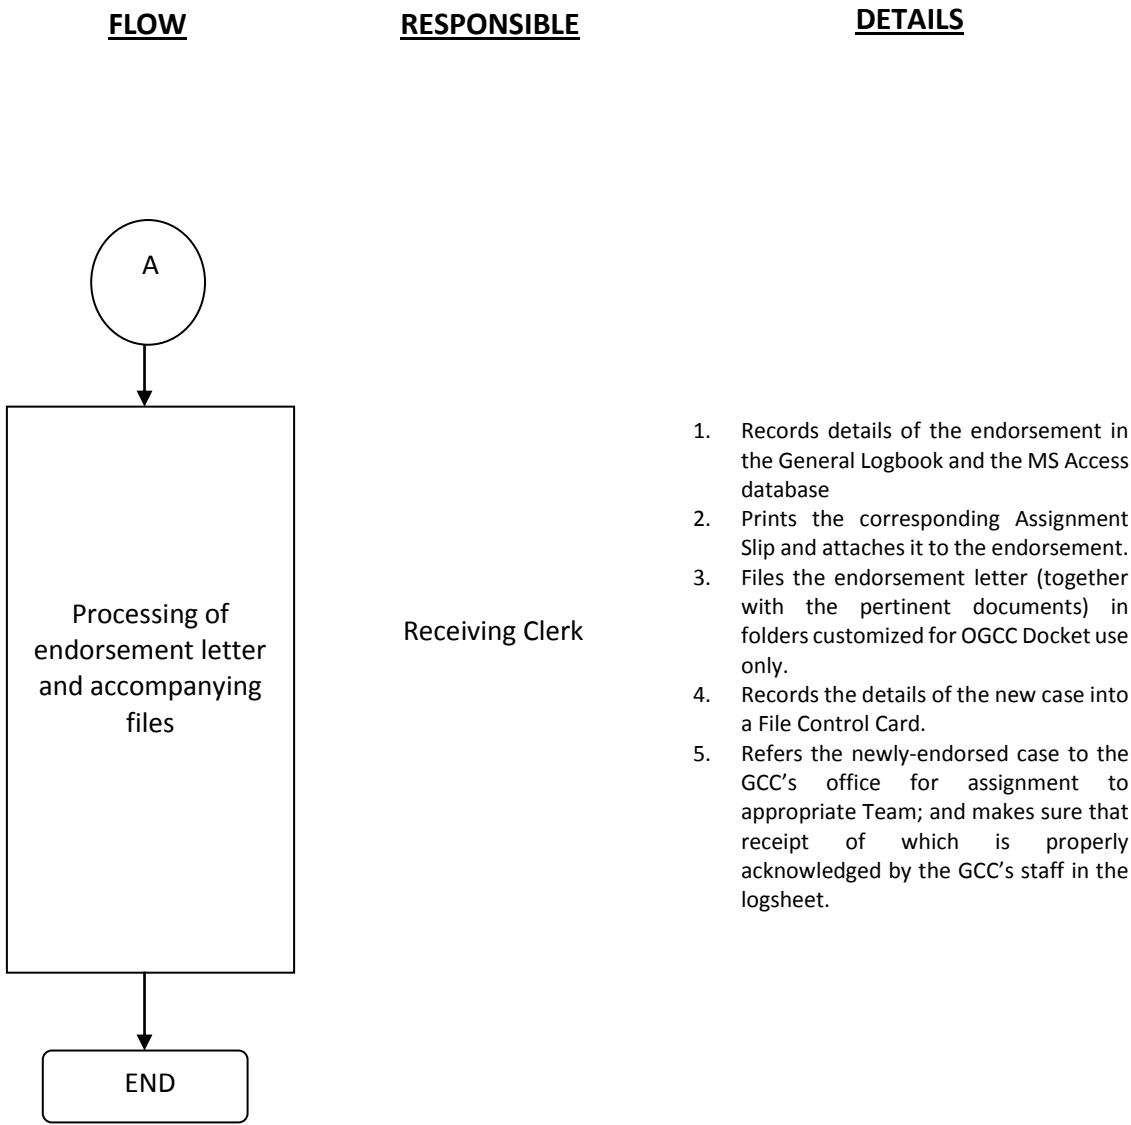 FLOW
RESPONSIBLE
DETAILS
A
Processing of
endorsement letter
and accompanying
files
Receiving Clerk
1. Records details of the endorsement in
the General Logbook and the MS Access
database
2. Prints the corresponding Assignment
Slip and attaches it to the endorsement.
3. Files the endorsement letter (together
with the pertinent documents) in
folders customized for OGCC Docket use
only.
4. Records the details of the new case into
a File Control Card.
5. Refers the newly-endorsed case to the
GCC’s office for assignment to
appropriate Team; and makes sure that
receipt of which is properly
acknowledged by the GCC’s staff in the
logsheet.
END